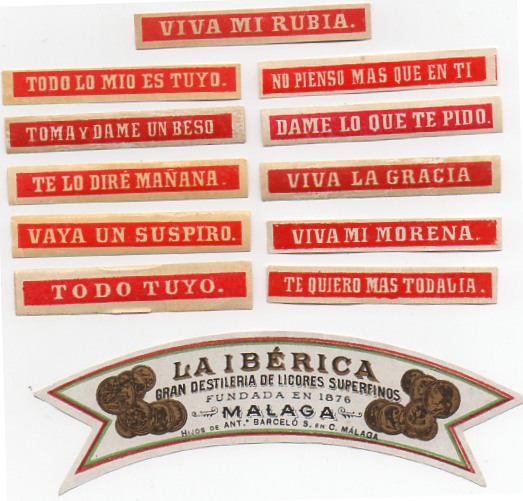 VIVA MI RUBIA.
TODO LO MIO ES TUYO.
NO PIENSO MAS QUE EN TI
TOMA Y DAME UN BESO
DAME LO QUE TE PIDO.
TE LO DIRÉ MAÑANA.
VIVA LA GRACIA
VAYA UN SUSPIRO.
VIVA MI MORENA.
TODO TUYO.
TE QUIERO MAS TODALIA.
LA IBÉRICA
GRAN DESTILERIA DE LICORES SUPERFINOS
FUNDADA EN 1876
MALAGA
HIJOS DE ANT.º BARCELÓ S. EN C. MÁLAGA